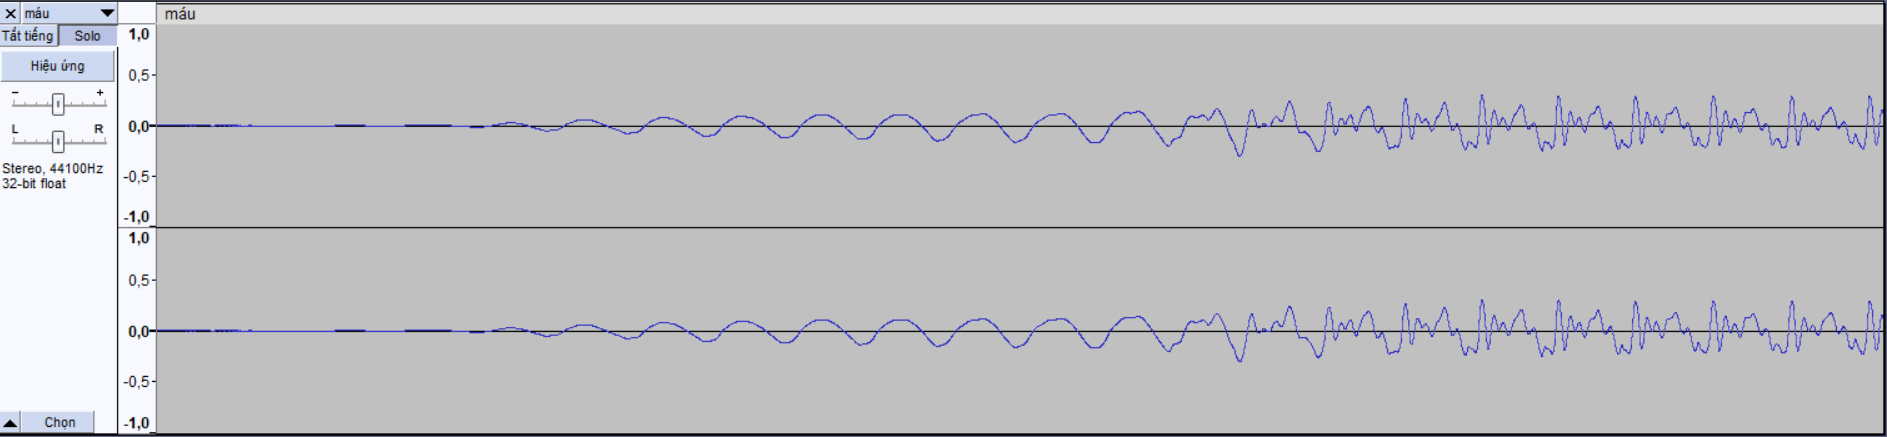 máu
máu
Tắt tiếng Solo
Hiệu ứng
- +
L R
Stereo, 44100Hz
32-bit float
Chọn
1,0
0,5-
0,0-
-0,5-
-1,0
1,0
0,5-
0,0-
-0,5-
-1,0